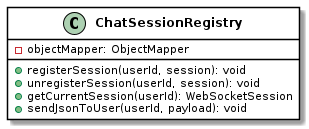 C ChatSessionRegistry
objectMapper: ObjectMapper
registerSession(userId, session): void
unregisterSession(userId, session): void
getCurrentSession(userId): WebSocketSession
sendJsonToUser(userId, payload): void